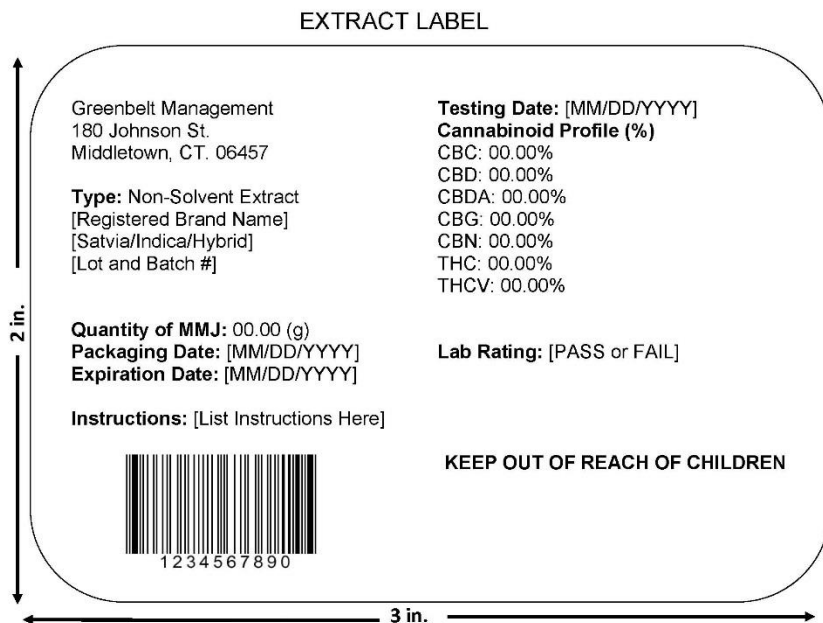 EXTRACT LABEL
Greenbelt Management
180 Johnson St.
Middletown, CT. 06457
Type: Non-Solvent Extract
[Registered Brand Name]
[Satvia/Indica/Hybrid]
[Lot and Batch #]
Quantity of MMJ: 00.00 (g)
Packaging Date: [MM/DD/YYYY]
Expiration Date: [MM/DD/YYYY]
Instructions: [List Instructions Here]
1234567890
Testing Date: [MM/DD/YYYY]
Cannabinoid Profile (%)
CBC: 00.00%
CBD: 00.00%
CBDA: 00.00%
CBG: 00.00%
CBN: 00.00%
THC: 00.00%
THCV: 00.00%
Lab Rating: [PASS or FAIL]
KEEP OUT OF REACH OF CHILDREN
2 in.
3 in.